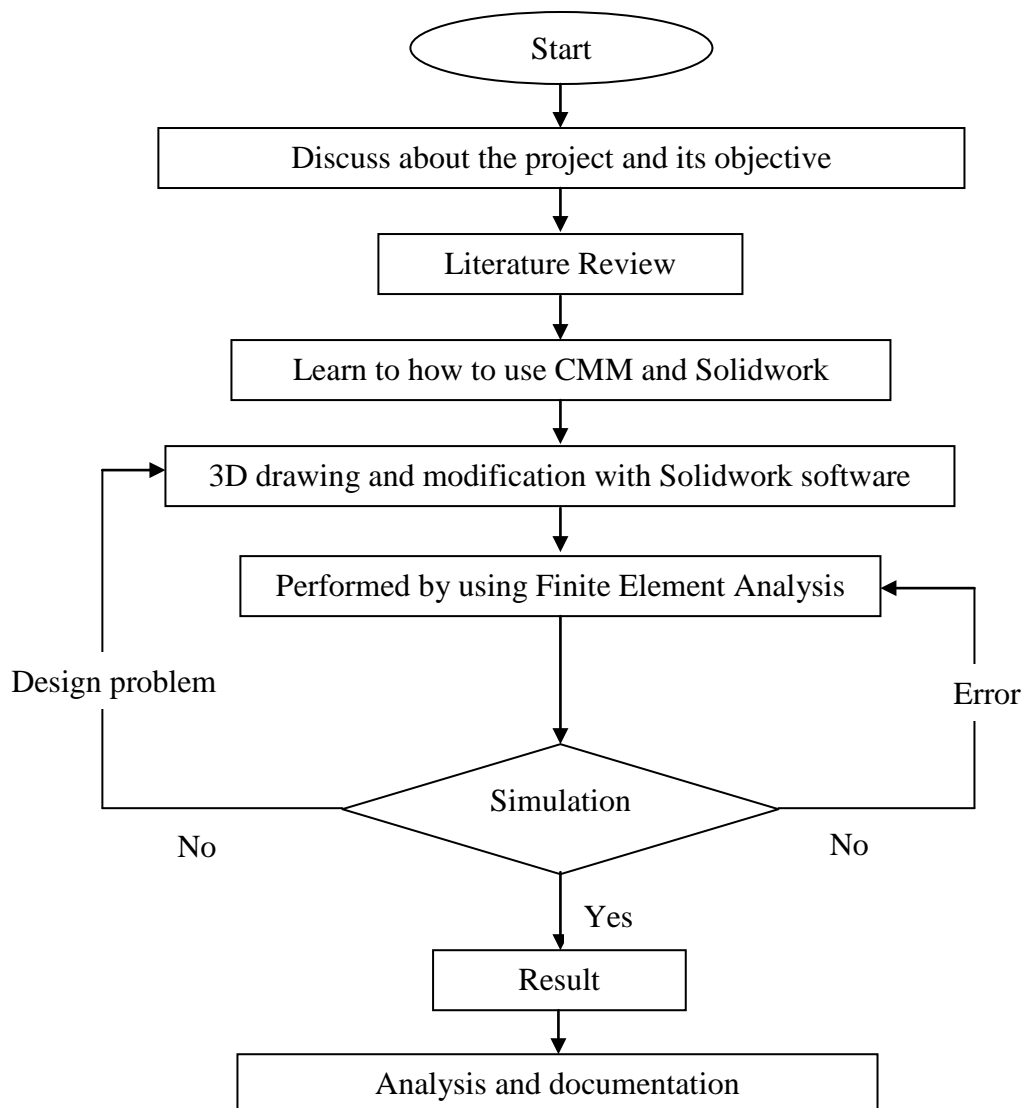 Start
Discuss about the project and its objective
Literature Review
Learn to how to use CMM and Solidwork
3D drawing and modification with Solidwork software
Performed by using Finite Element Analysis
Design problem
Error
Simulation
No
No
Yes
Result
Analysis and documentation